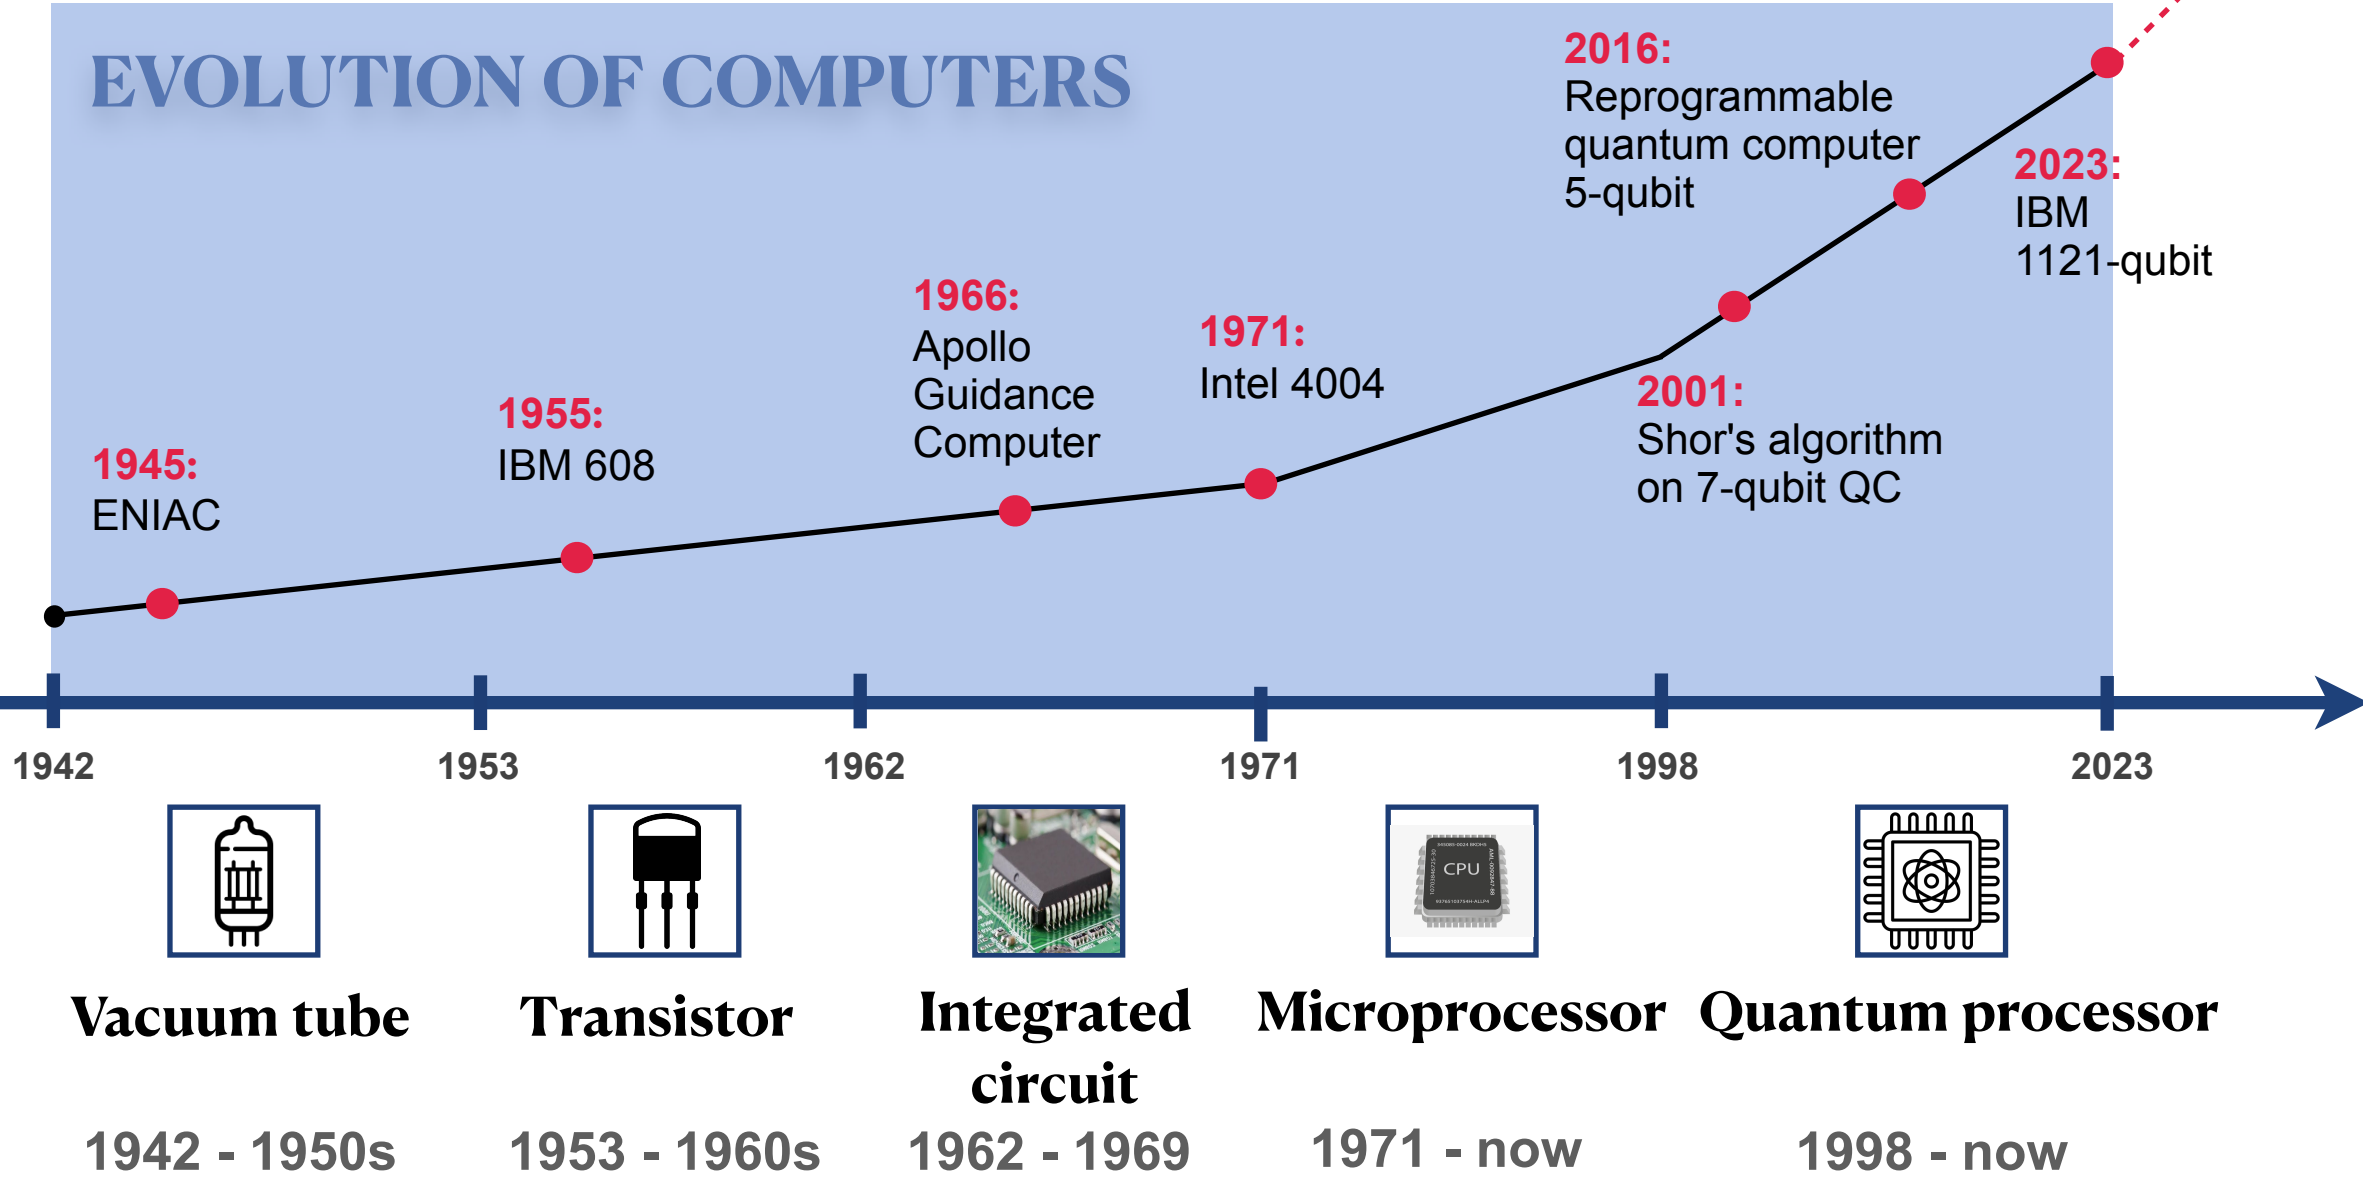 EVOLUTION OF COMPUTERS
1945:
ENIAC
1955:
IBM 608
1966:
Apollo
Guidance
Computer
1971:
Intel 4004
2001:
Shor's algorithm
on 7-qubit QC
2016:
Reprogrammable
quantum computer
5-qubit
2023:
IBM
1121-qubit
1942
1953
1962
1971
1998
2023
CPU
Vacuum tube
1942 - 1950s
Transistor
1953 - 1960s
Integrated
circuit
1962 - 1969
Microprocessor
1971 - now
Quantum processor
1998 - now